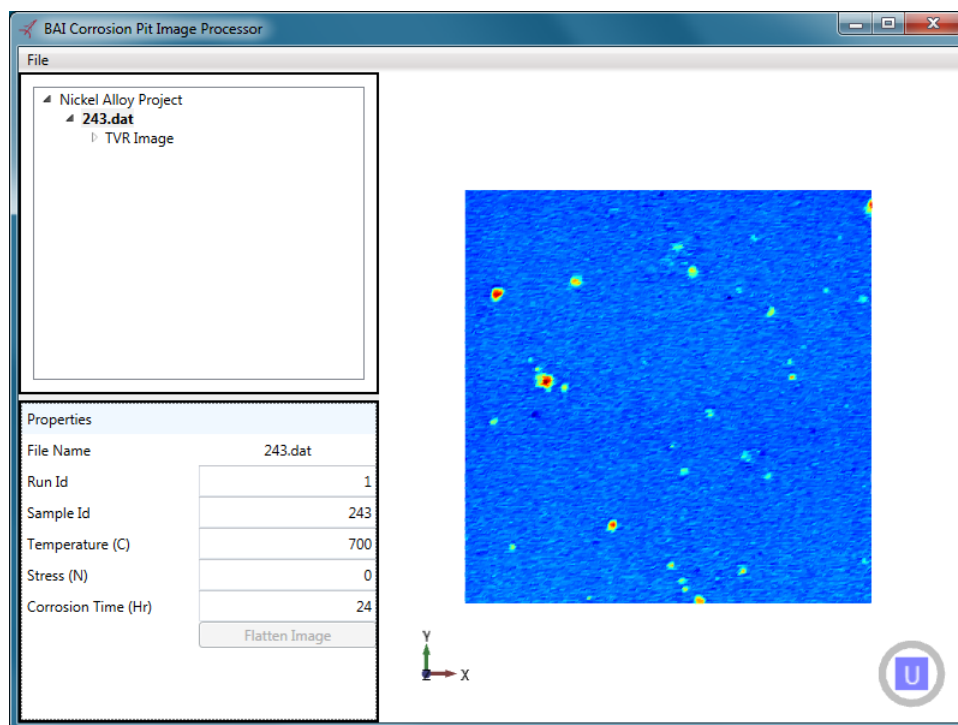 BAI Corrosion Pit Image Processor
File
Nickel Alloy Project
243.dat
TVR Image
Properties
File Name 243.dat
Run Id 1
Sample Id 243
Temperature (C) 700
Stress (N) 0
Corrosion Time (Hr) 24
Flatten Image
Y
Z X
U